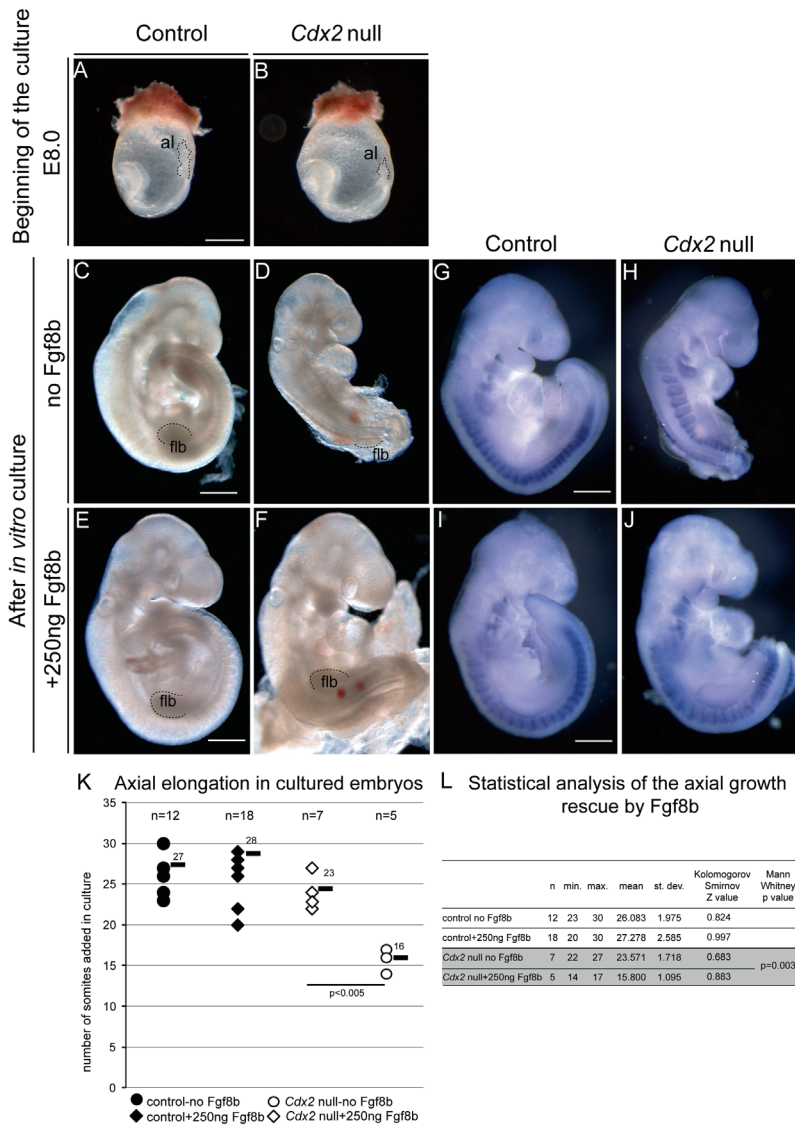 Control
Cdx2 null
Beginning of the culture
E8.0
A
al
B
al
Control
Cdx2 null
After in vitro culture
no Fgf8b
C
flb
D
flb
G
H
+250ng Fgf8b
E
flb
F
flb
I
J
K Axial elongation in cultured embryos
number of somites added in culture
35
30
25
20
15
10
5
0
n=12
n=18
n=7
n=5
27
28
23
16
p<0.005
control-no Fgf8b
Cdx2 null-no Fgf8b
control+250ng Fgf8b
Cdx2 null+250ng Fgf8b
L Statistical analysis of the axial growth
rescue by Fgf8b
n min. max. mean st. dev. Kolomogorov Smirnov Z value Mann Whitney p value
control no Fgf8b 12 23 30 26.083 1.975 0.824
control+250ng Fgf8b 18 20 30 27.278 2.585 0.997
Cdx2 null no Fgf8b 7 22 27 23.571 1.718 0.683 p=0.003
Cdx2 null+250ng Fgf8b 5 14 17 15.800 1.095 0.883